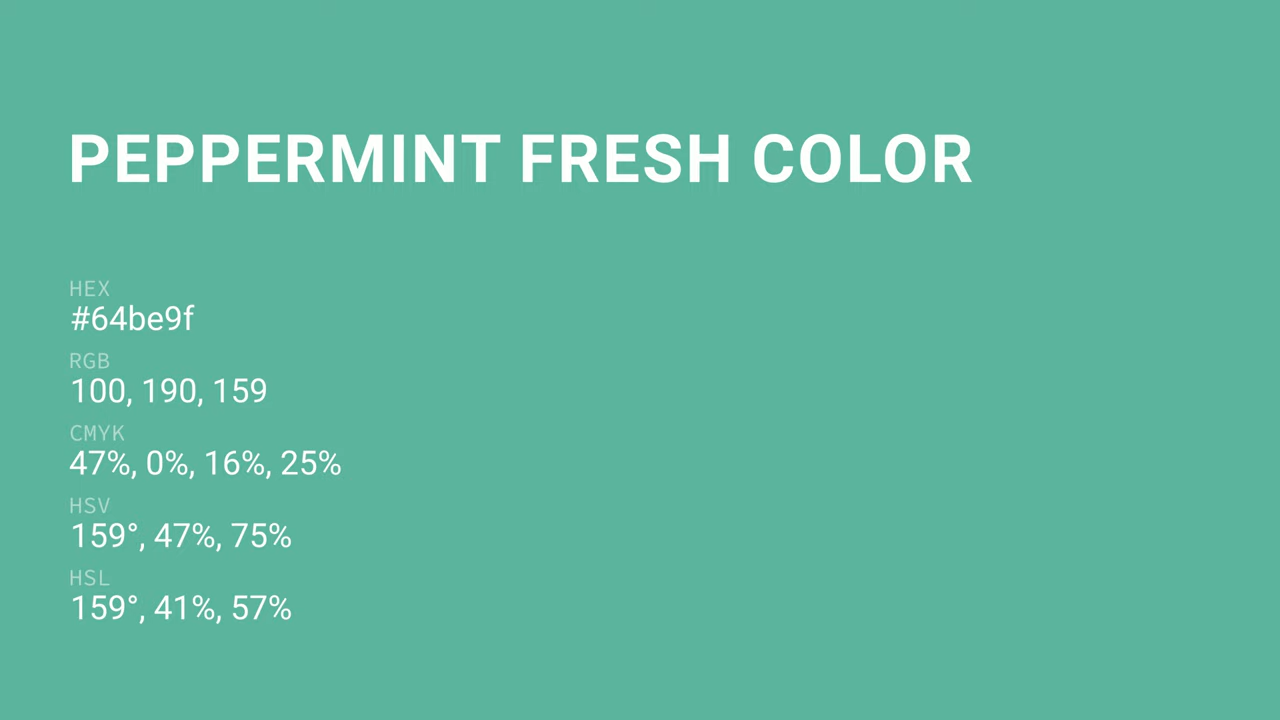 PEPPERMINT FRESH COLOR
HEX
#64be9f
RGB
100, 190, 159
CMYK
47%, 0%, 16%, 25%
HSV
159°, 47%, 75%
HSL
159°, 41%, 57%